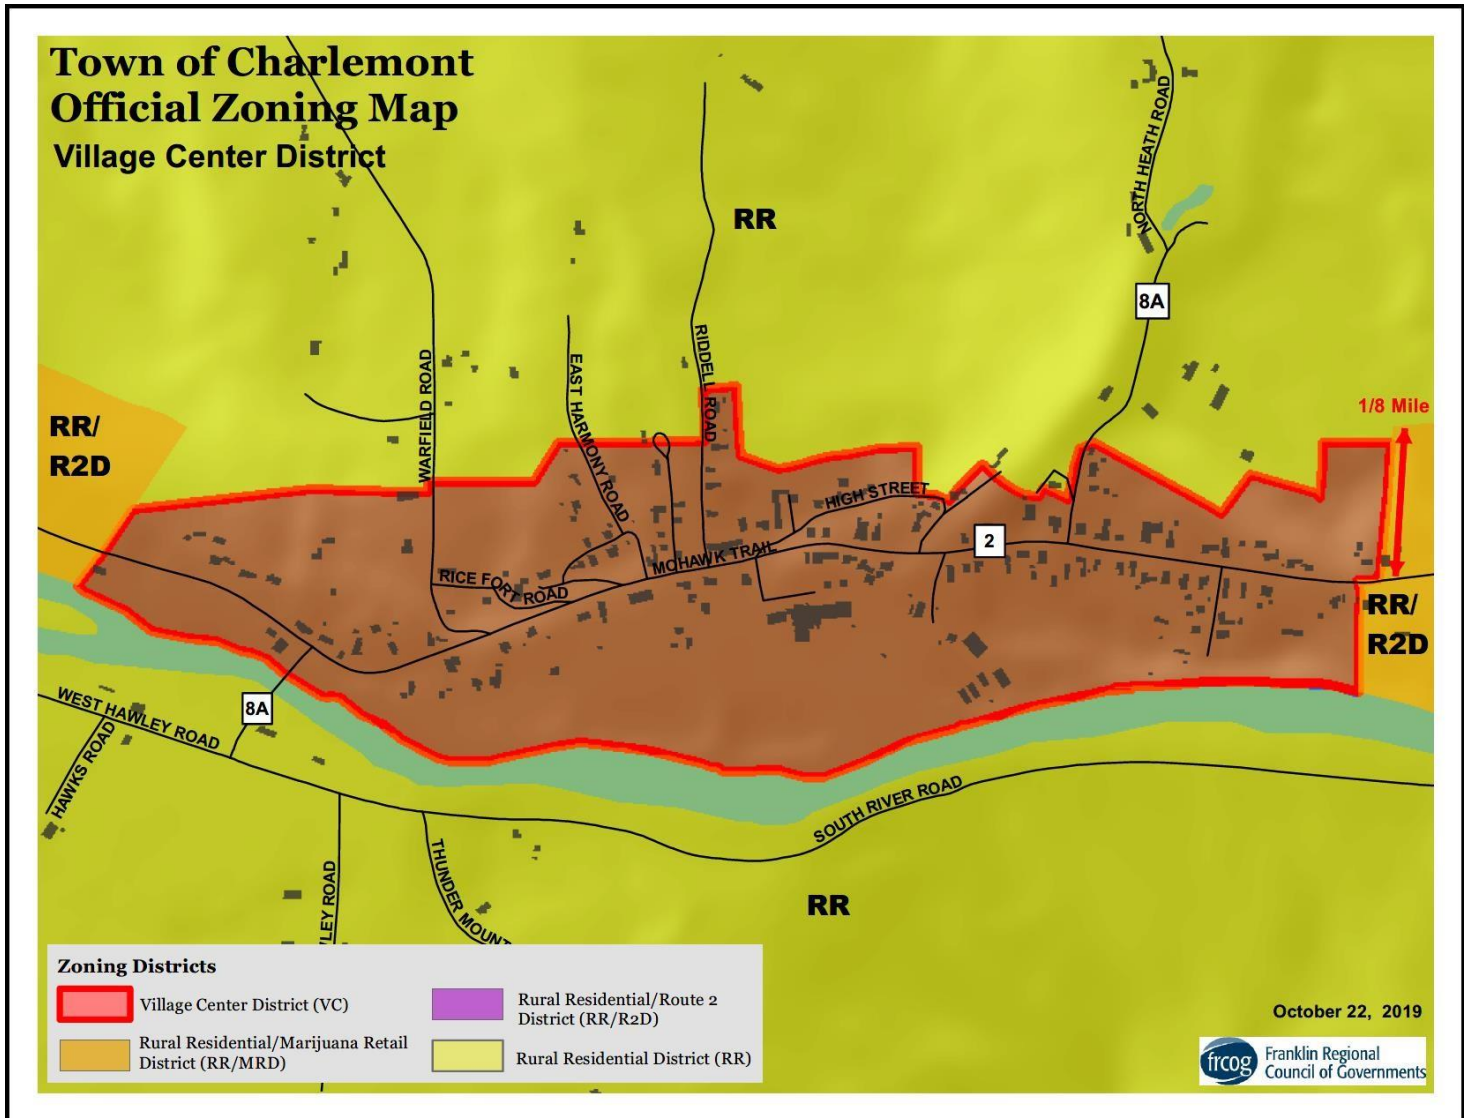 Town of Charlemont
Official Zoning Map
Village Center District
NORTH HEATH ROAD
RR
8A
WARFIELD ROAD
EAST HARMONY ROAD
RIDDELL ROAD
1/8 Mile
RR/
R2D
HIGH STREET
2
MOHAWK TRAIL
RICE FORT ROAD
RR/
R2D
8A
WEST HAWLEY ROAD
HAWKS ROAD
SOUTH RIVER ROAD
THUNDER MOUNT
LEY ROAD
RR
Zoning Districts
Village Center District (VC)
Rural Residential/Marijuana Retail
District (RR/MRD)
Rural Residential/Route 2
District (RR/R2D)
Rural Residential District (RR)
October 22, 2019
frcog
Franklin Regional
Council of Governments